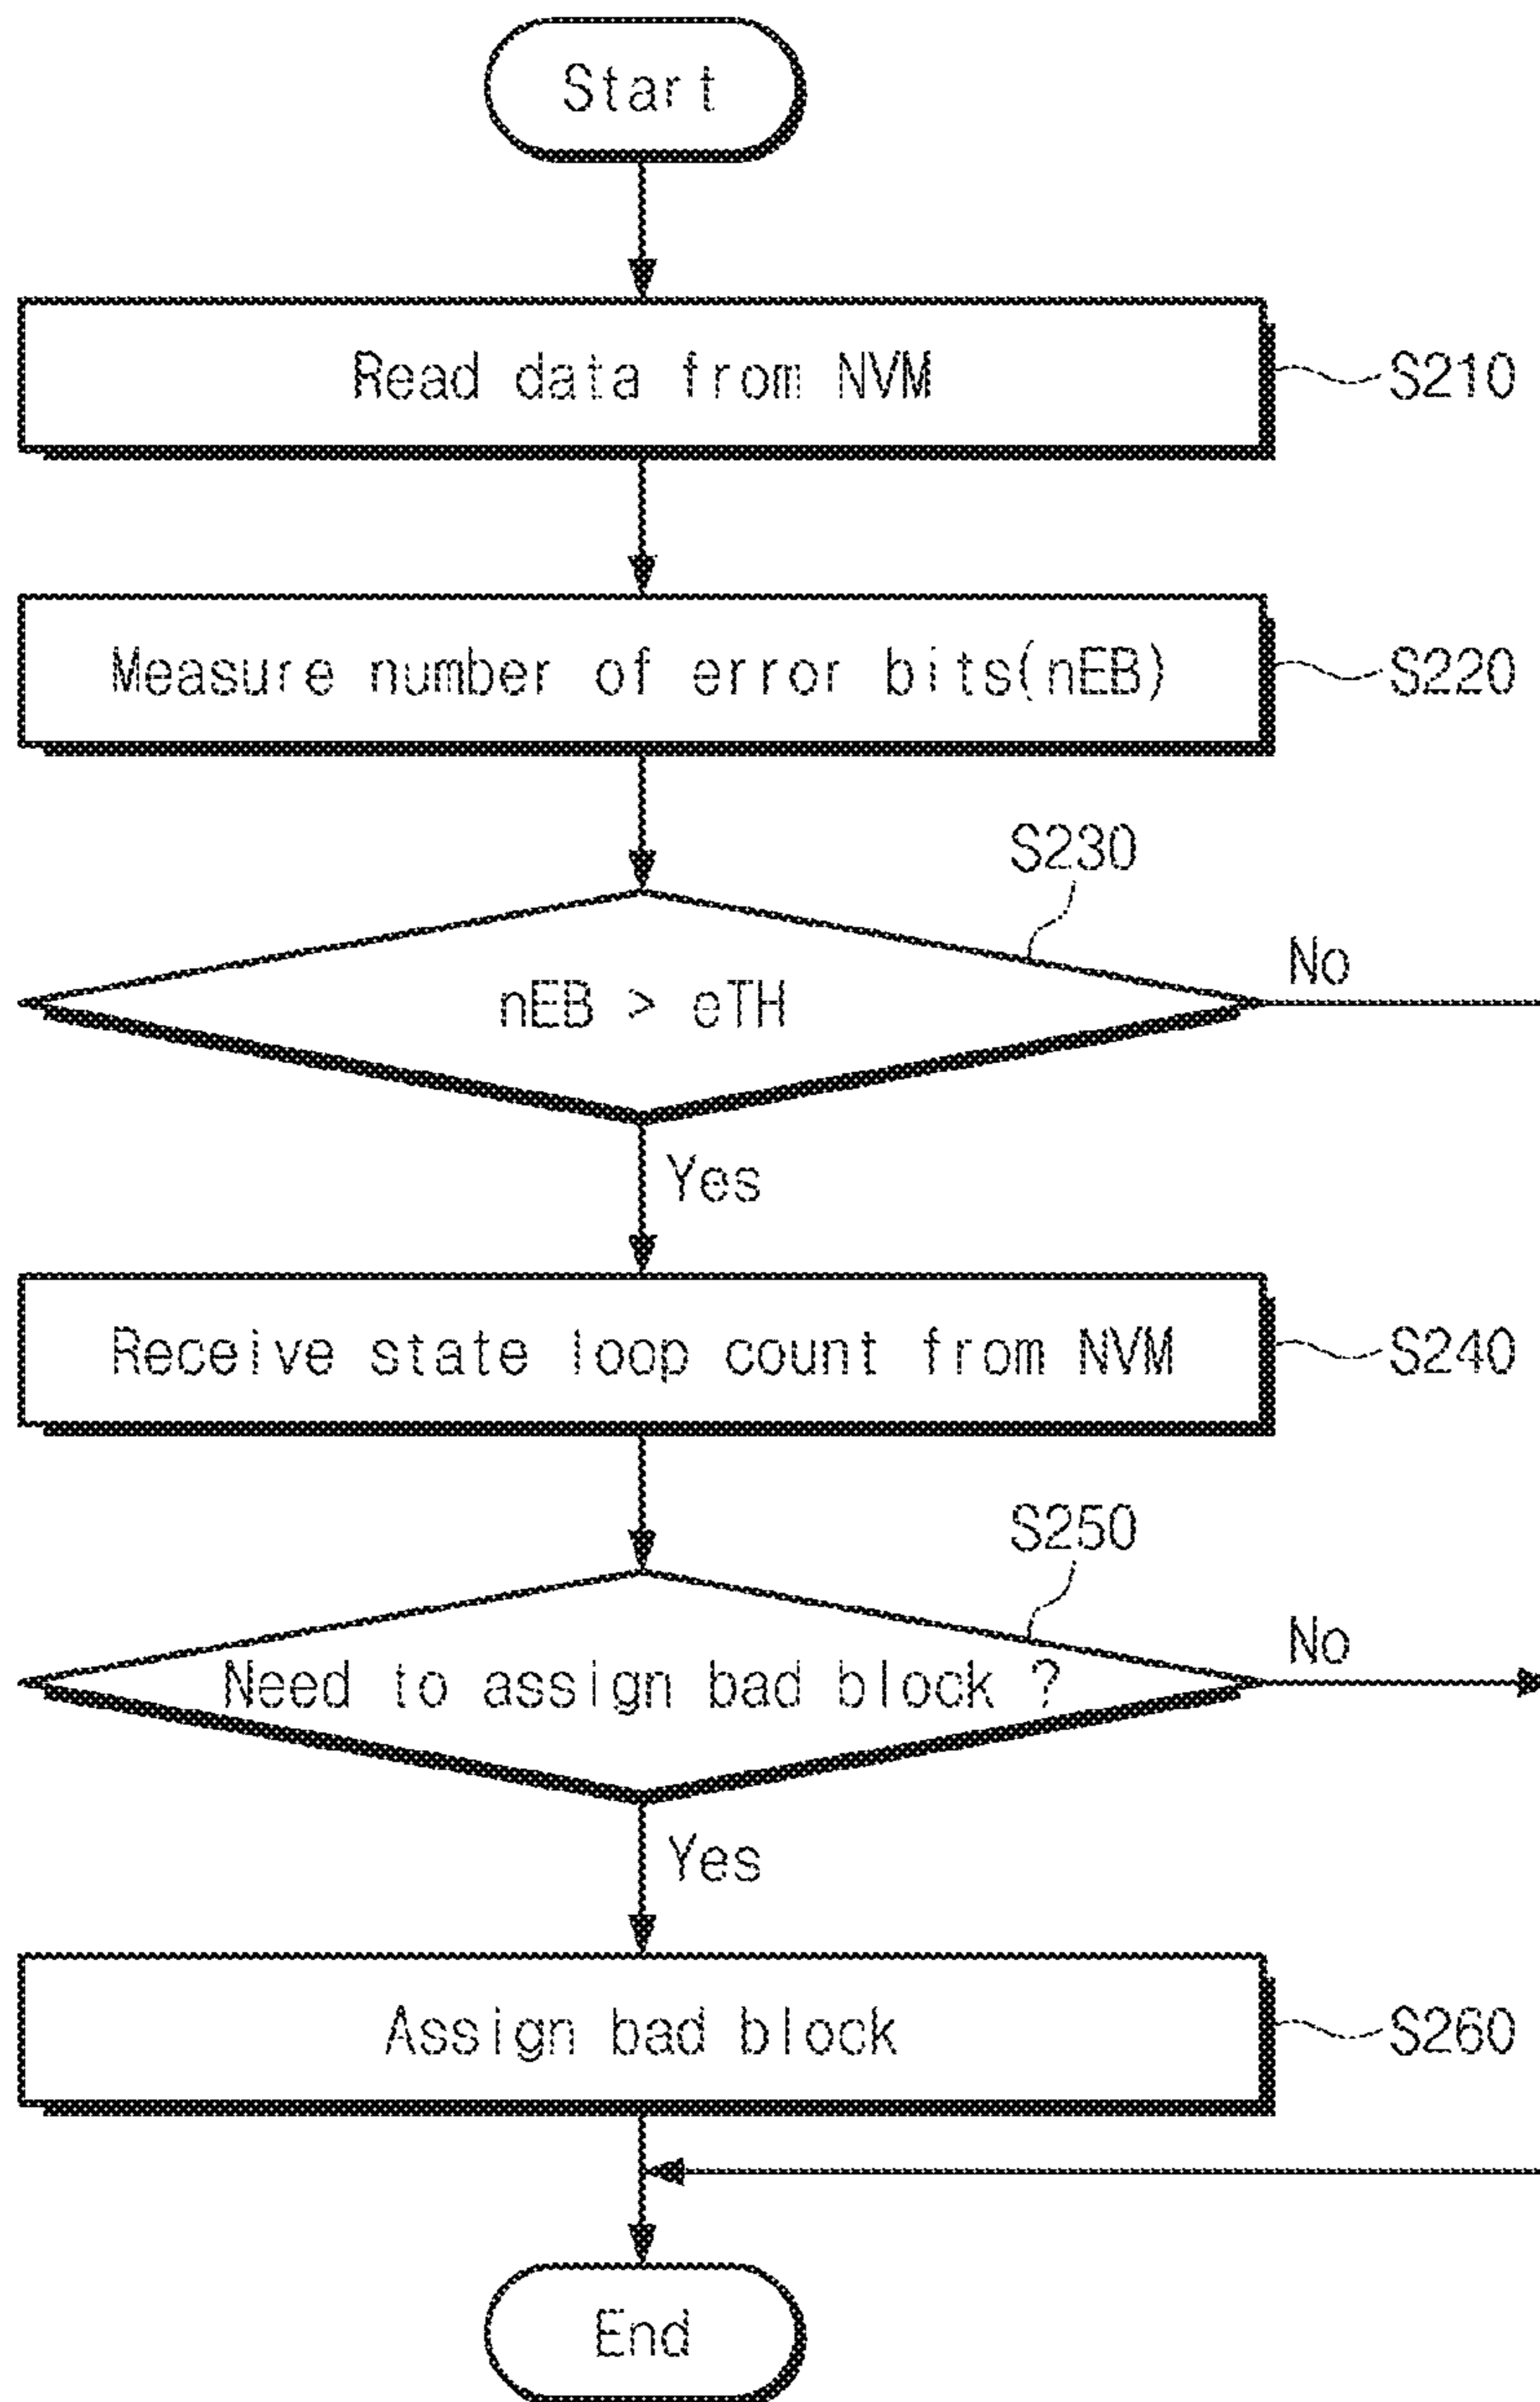 Start
Read data from NVM
S210
Measure number of error bits(nEB)
S220
S230
nEB > eTH
No
Yes
Receive state loop count from NVM
S240
S250
Need to assign bad block ?
No
Yes
Assign bad block
S260
End